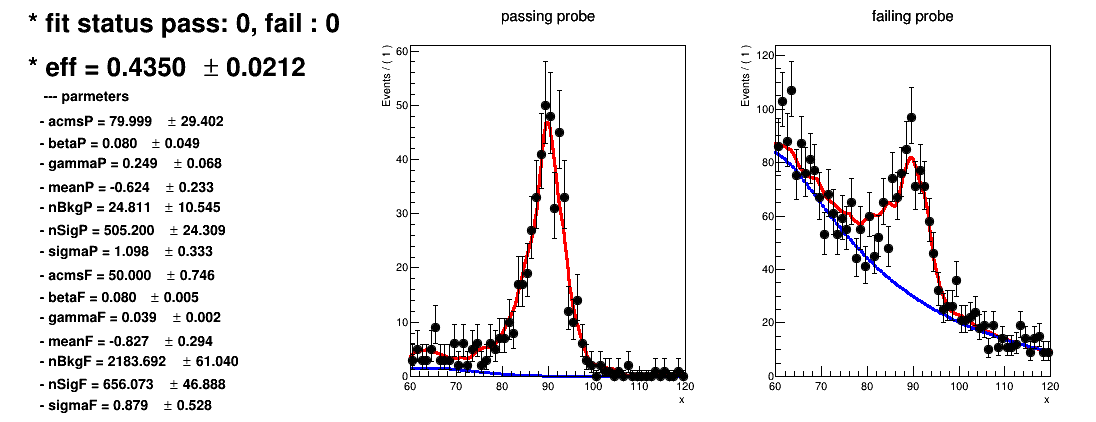 * fit status pass: 0, fail : 0
* eff = 0.4350 ± 0.0212
--- parmeters
- acmsP = 79.999 ± 29.402
- betaP = 0.080 ± 0.049
- gammaP = 0.249 ± 0.068
- meanP = -0.624 ± 0.233
- nBkgP = 24.811 ± 10.545
- nSigP = 505.200 ± 24.309
- sigmaP = 1.098 ± 0.333
- acmsF = 50.000 ± 0.746
- betaF = 0.080 ± 0.005
- gammaF = 0.039 ± 0.002
- meanF = -0.827 ± 0.294
- nBkgF = 2183.692 ± 61.040
- nSigF = 656.073 ± 46.888
- sigmaF = 0.879 ± 0.528
passing probe
Events / ( 1 )
60
50
40
30
20
10
0
60 70 80 90 100 110 120
x
failing probe
Events / ( 1 )
120
100
80
60
40
20
0
60 70 80 90 100 110 120
x